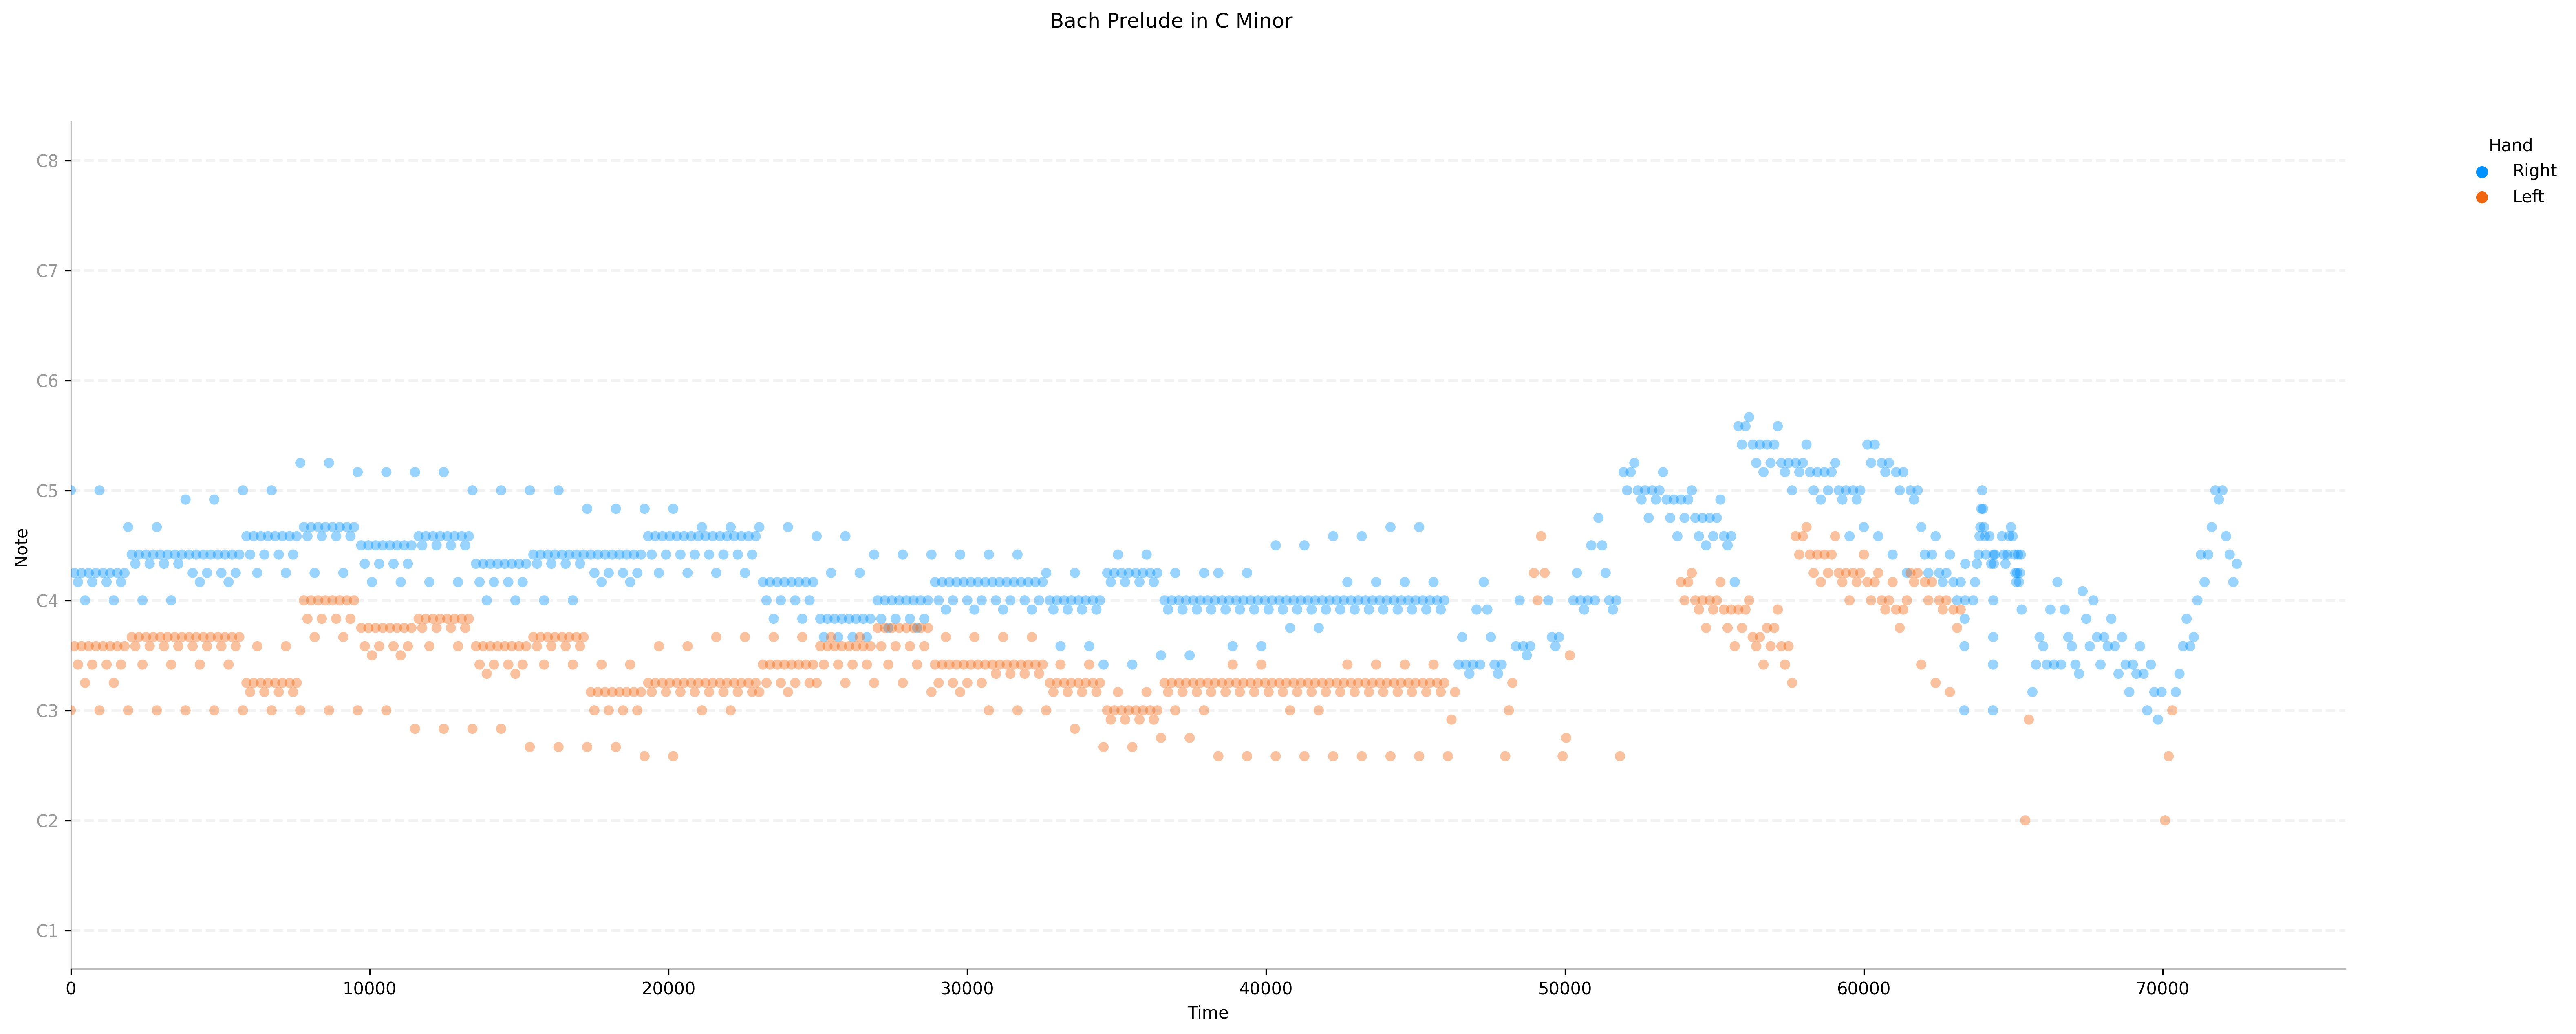 Bach Prelude in C Minor
Hand
Right
Left
C8
C7
C6
C5
C4
C3
C2
C1
Note
0 10000 20000 30000 40000 50000 60000 70000
Time